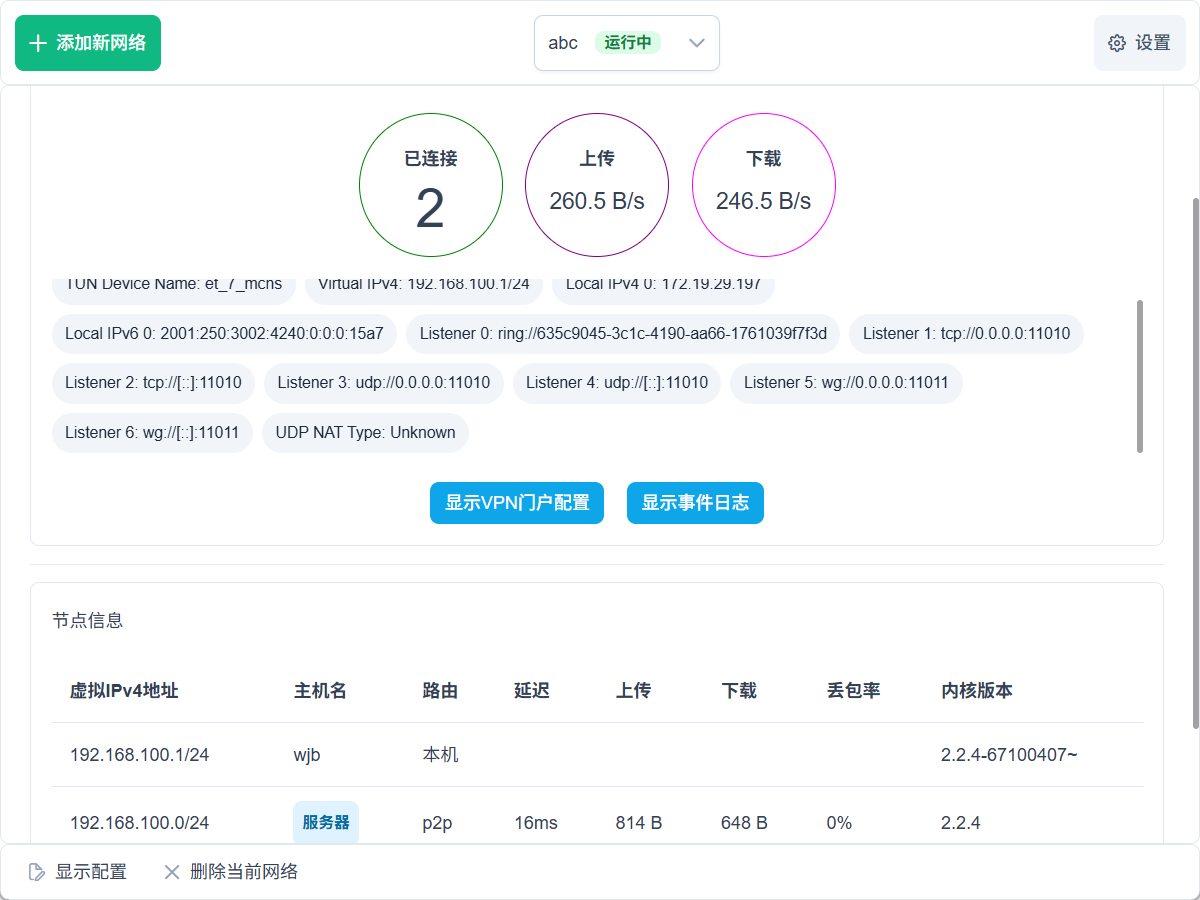 添加新网络
abc 运行中
设置
已连接
2
上传
260.5 B/s
下载
246.5 B/s
TUN Device Name: et_7_mcns Virtual IPv4: 192.168.100.1/24 Local IPv4 0: 172.19.29.197
Local IPv6 0: 2001:250:3002:4240:0:0:0:15a7 Listener 0: ring://635c9045-3c1c-4190-aa66-1761039f7f3d Listener 1: tcp://0.0.0.0:11010
Listener 2: tcp://[::]:11010 Listener 3: udp://0.0.0.0:11010 Listener 4: udp://[::]:11010 Listener 5: wg://0.0.0.0:11011
Listener 6: wg://[::]:11011 UDP NAT Type: Unknown
显示VPN门户配置 显示事件日志
节点信息
虚拟IPv4地址 主机名 路由 延迟 上传 下载 丢包率 内核版本
192.168.100.1/24 wjb 本机 2.2.4-67100407~
192.168.100.0/24 服务器 p2p 16ms 814 B 648 B 0% 2.2.4
显示配置 删除当前网络